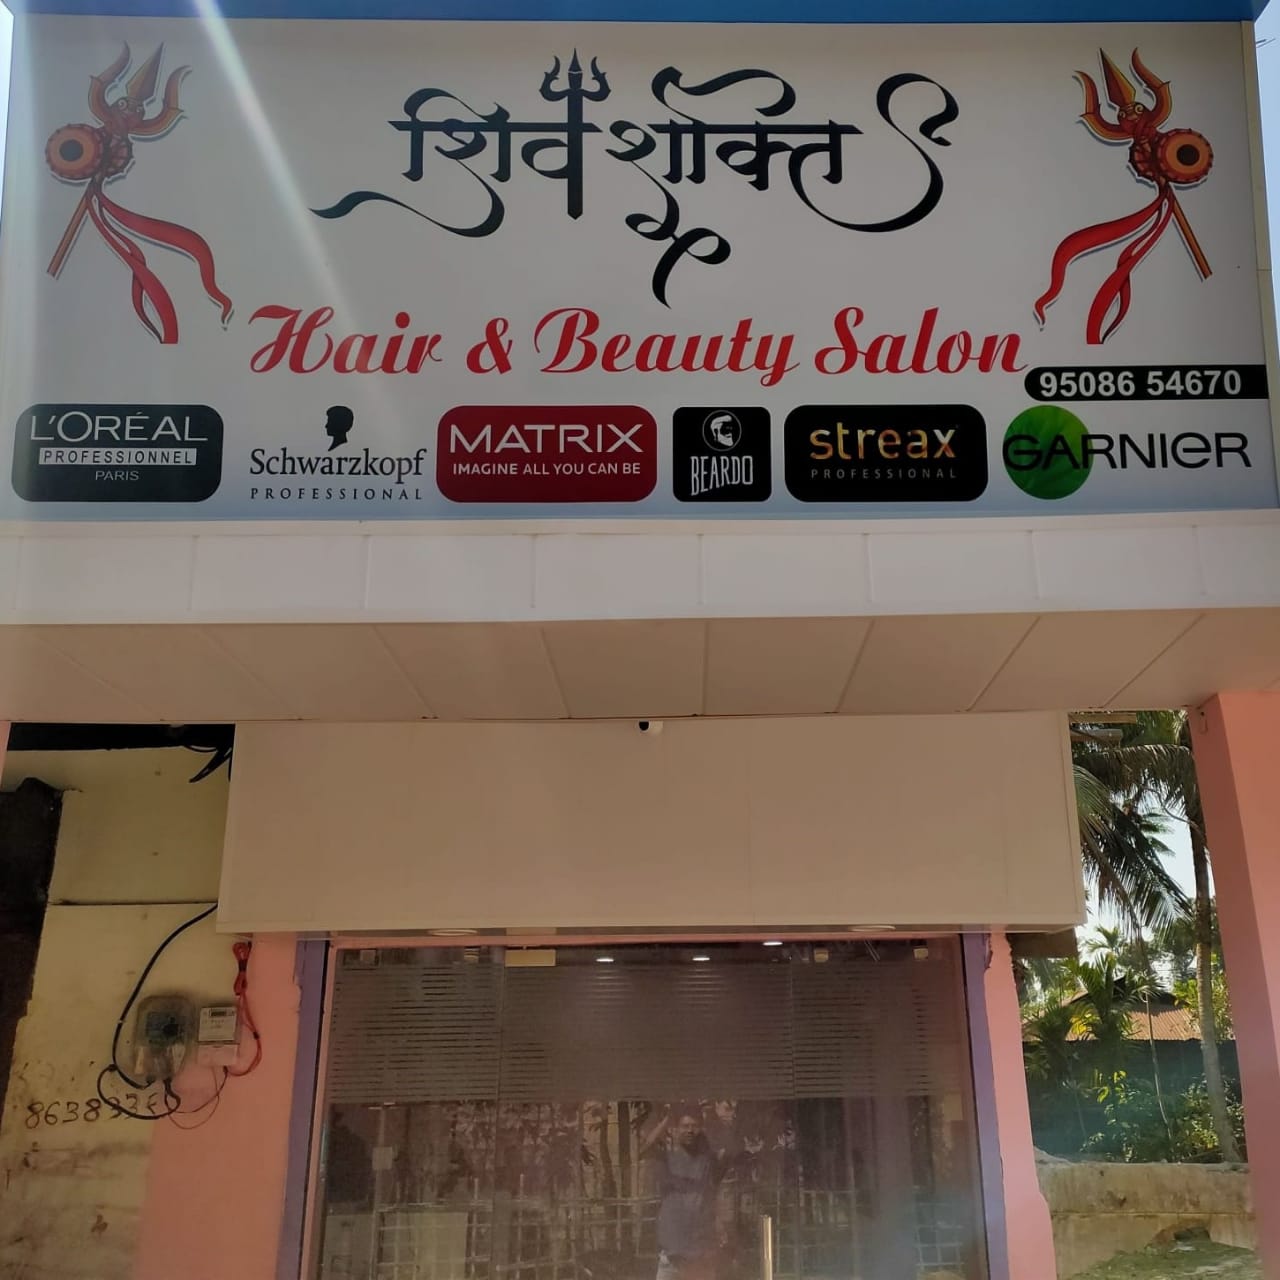 शिव शक्ति
Hair & Beauty Salon
95086 54670
L'ORÉAL
PROFESSIONNEL
PARIS
Schwarzkopf
PROFESSIONAL
MATRIX
IMAGINE ALL YOU CAN BE
BEARDO
streax
PROFESSIONAL
GARNIER